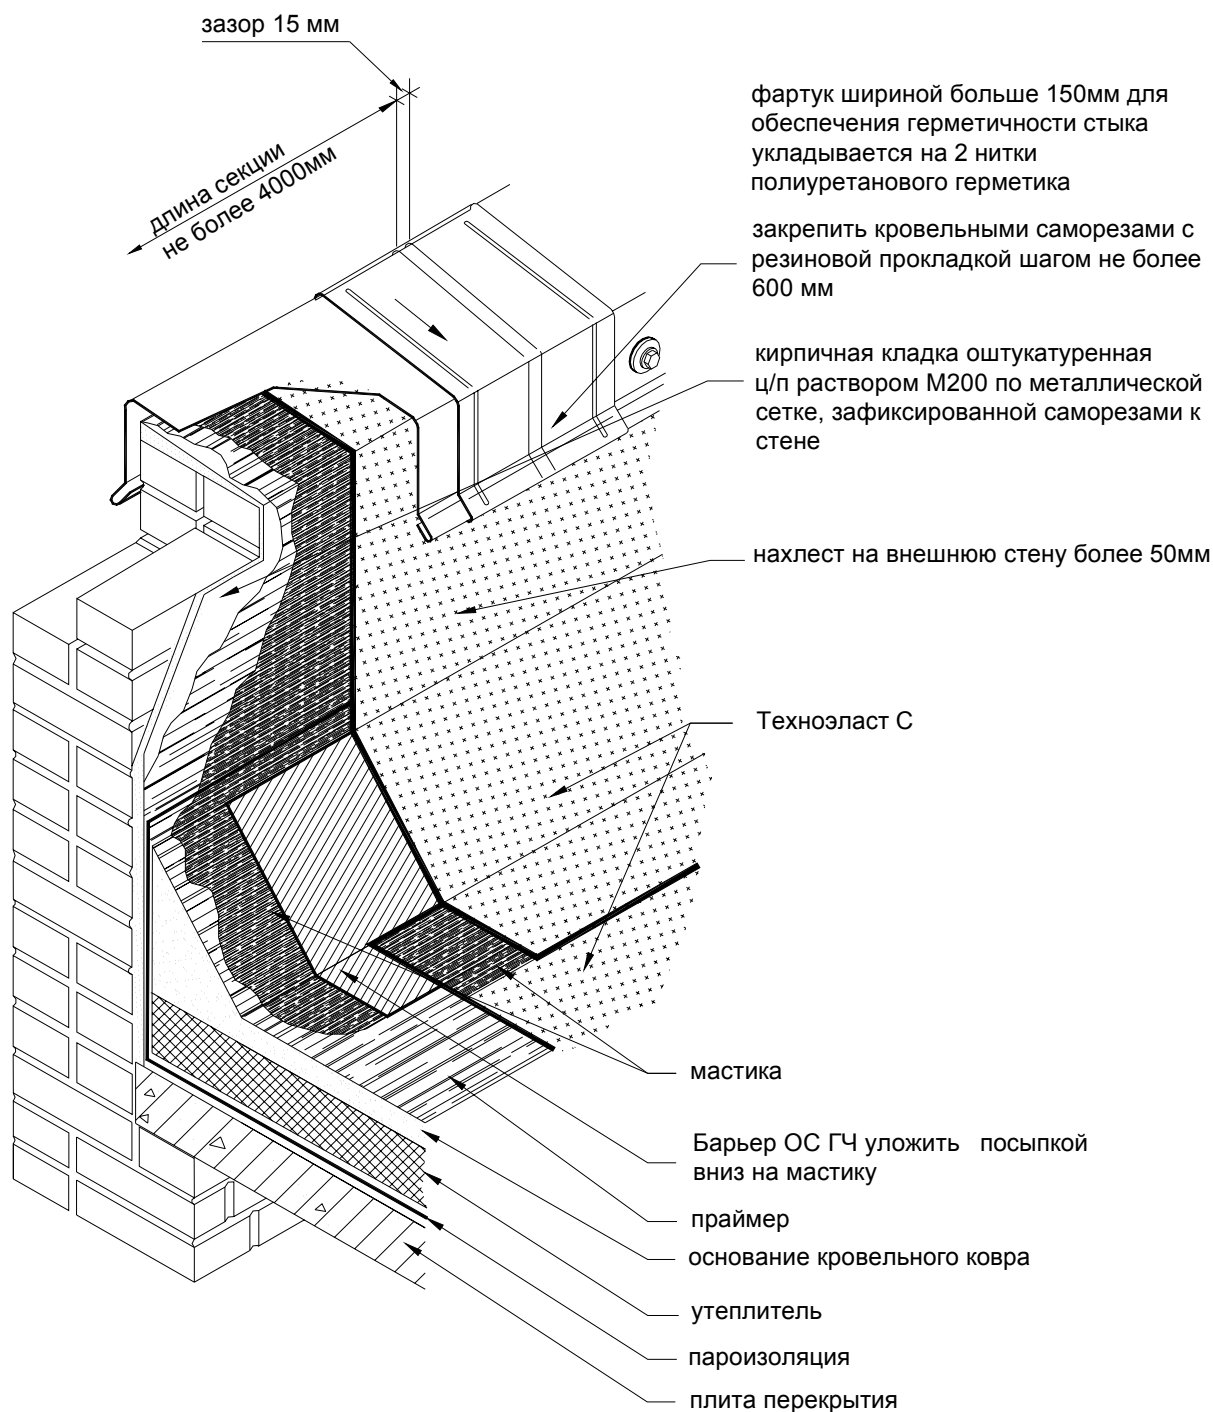 зазор 15 мм
длина секции
не более 4000мм
фартук шириной больше 150мм для
обеспечения герметичности стыка
укладывается на 2 нитки
полиуретанового герметика
закрепить кровельными саморезами с
резиновой прокладкой шагом не более
600 мм
кирпичная кладка оштукатуренная
ц/п раствором М200 по металлической
сетке, зафиксированной саморезами к
стене
нахлест на внешнюю стену более 50мм
Техноэласт С
мастика
Барьер ОС ГЧ уложить посыпкой
вниз на мастику
праймер
основание кровельного ковра
утеплитель
пароизоляция
плита перекрытия